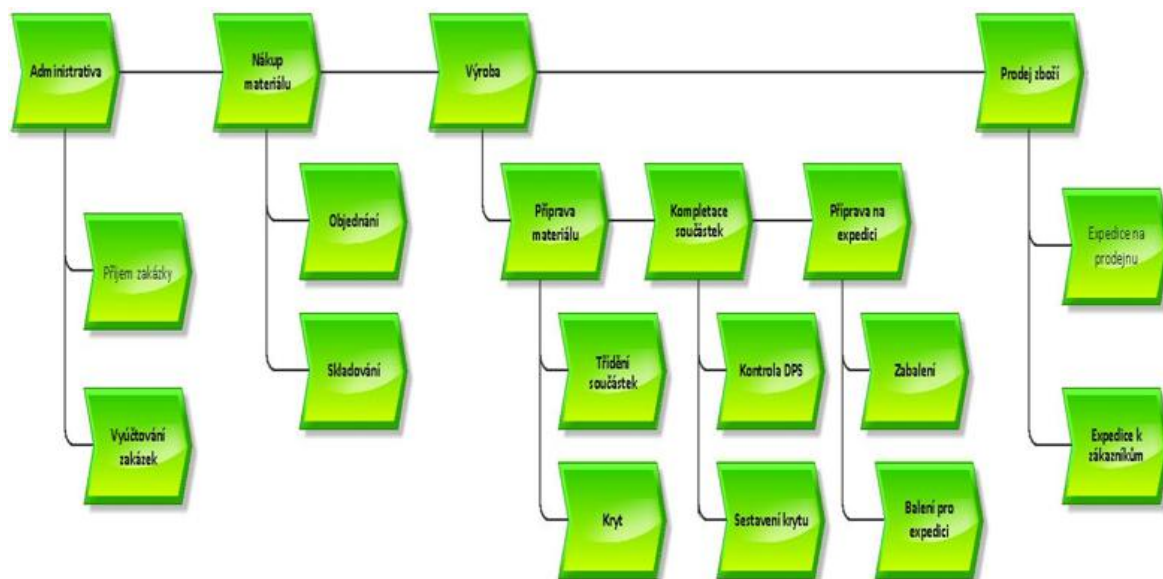 Administrativa
Nákup
materiálu
Výroba
Prodej zboží
Příjem zakázky
Vyúčtování
zakázek
Objednání
Skladování
Příprava
materiálu
Kompletace
součástek
Příprava na
expedici
Třídění
součástek
Kontrola DPS
Zabalení
Kryt
Sestavení krytu
Balení pro
expedici
Expedice na
prodejnu
Expedice k
zákazníkům